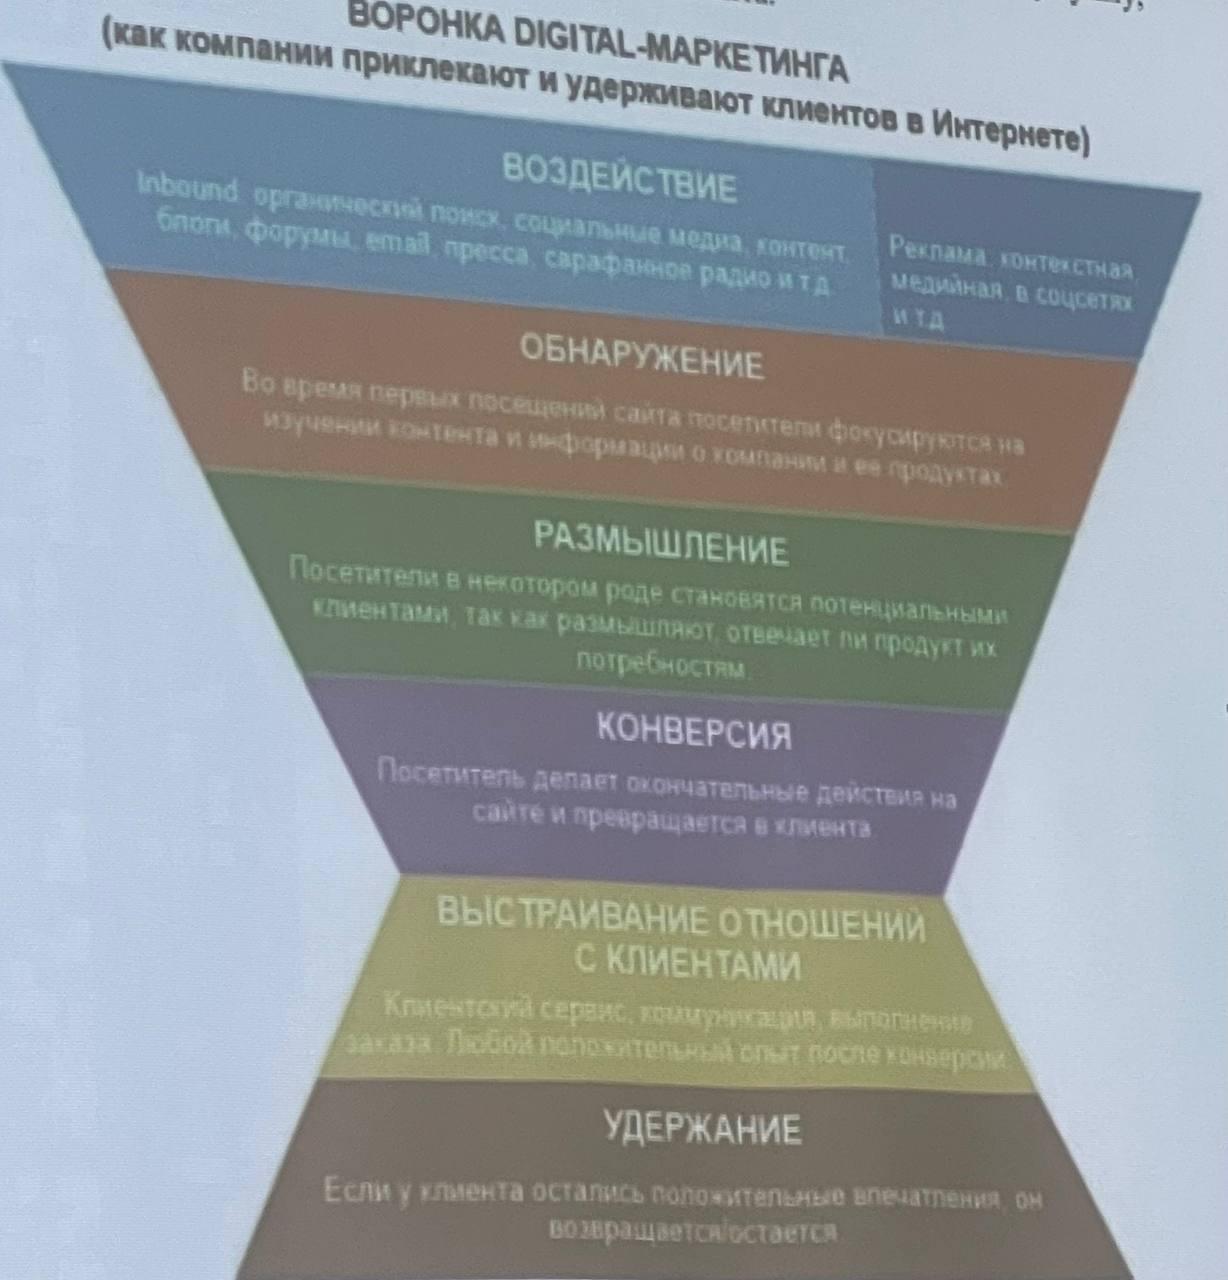 ВОРОНКА DIGITAL-МАРКЕТИНГА
(как компании приклекают и удерживают клиентов в Интернете)
ВОЗДЕЙСТВИЕ
Inbound: органический поиск, социальные медиа, контент,
блоги, форумы, email, пресса, сарафанное радио и т.д.
Реклама: контекстная,
медийная, в соцсетях
и т.д.
ОБНАРУЖЕНИЕ
Во время первых посещений сайта посетители фокусируются на
изучении контента и информации о компании и ее продуктах.
РАЗМЫШЛЕНИЕ
Посетители в некотором роде становятся потенциальными
клиентами, так как размышляют, отвечает ли продукт их
потребностям.
КОНВЕРСИЯ
Посетитель делает окончательные действия на
сайте и превращается в клиента
ВЫСТРАИВАНИЕ ОТНОШЕНИЙ
С КЛИЕНТАМИ
Клиентский сервис, коммуникация, выполнение
заказа. Любой положительный опыт после конверсии.
УДЕРЖАНИЕ
Если у клиента остались положительные впечатления, он
возвращается/остается